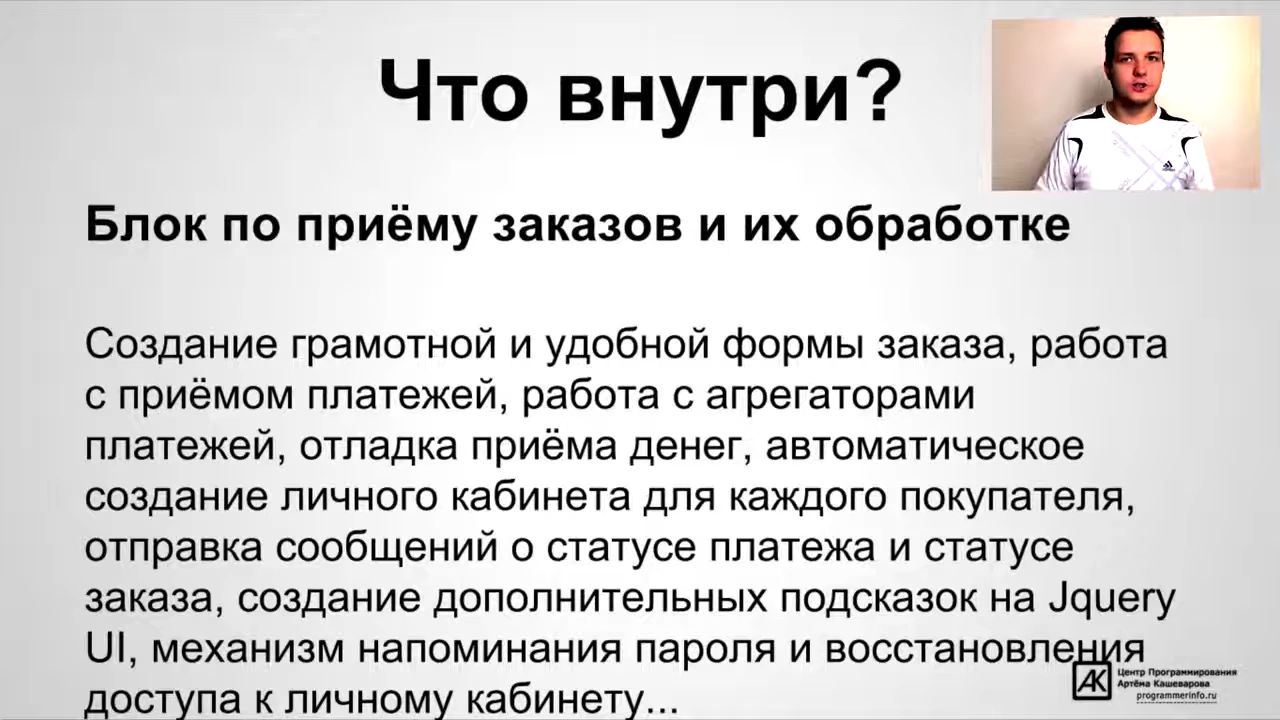 Что внутри?
Блок по приёму заказов и их обработке
Создание грамотной и удобной формы заказа, работа
с приёмом платежей, работа с агрегаторами
платежей, отладка приёма денег, автоматическое
создание личного кабинета для каждого покупателя,
отправка сообщений о статусе платежа и статусе
заказа, создание дополнительных подсказок на Jquery
UI, механизм напоминания пароля и восстановления
доступа к личному кабинету...
АК
Центр Программирования
Артёма Кашеварова
programmerinfo.ru